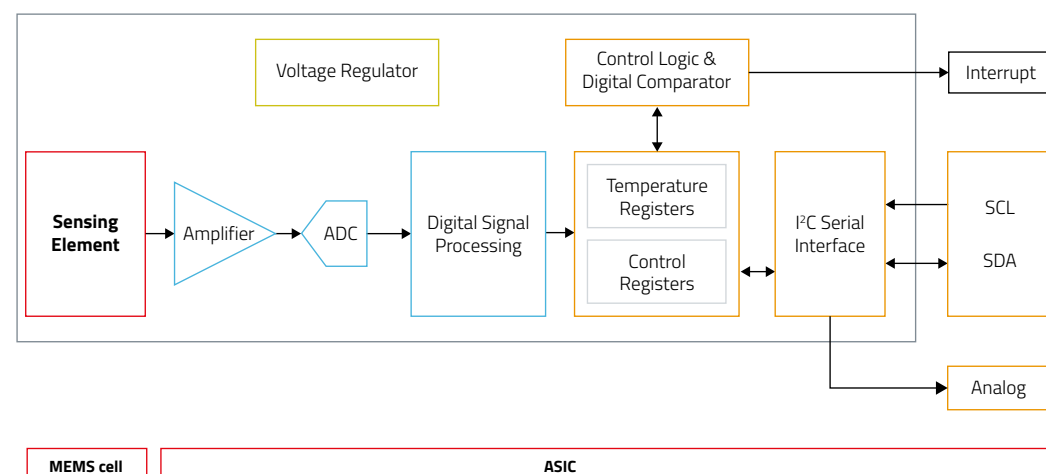 Voltage Regulator
Control Logic &
Digital Comparator
Interrupt
Sensing
Element
Amplifier
ADC
Digital Signal
Processing
Temperature
Registers
Control
Registers
I²C Serial
Interface
SCL
SDA
Analog
MEMS cell
ASIC